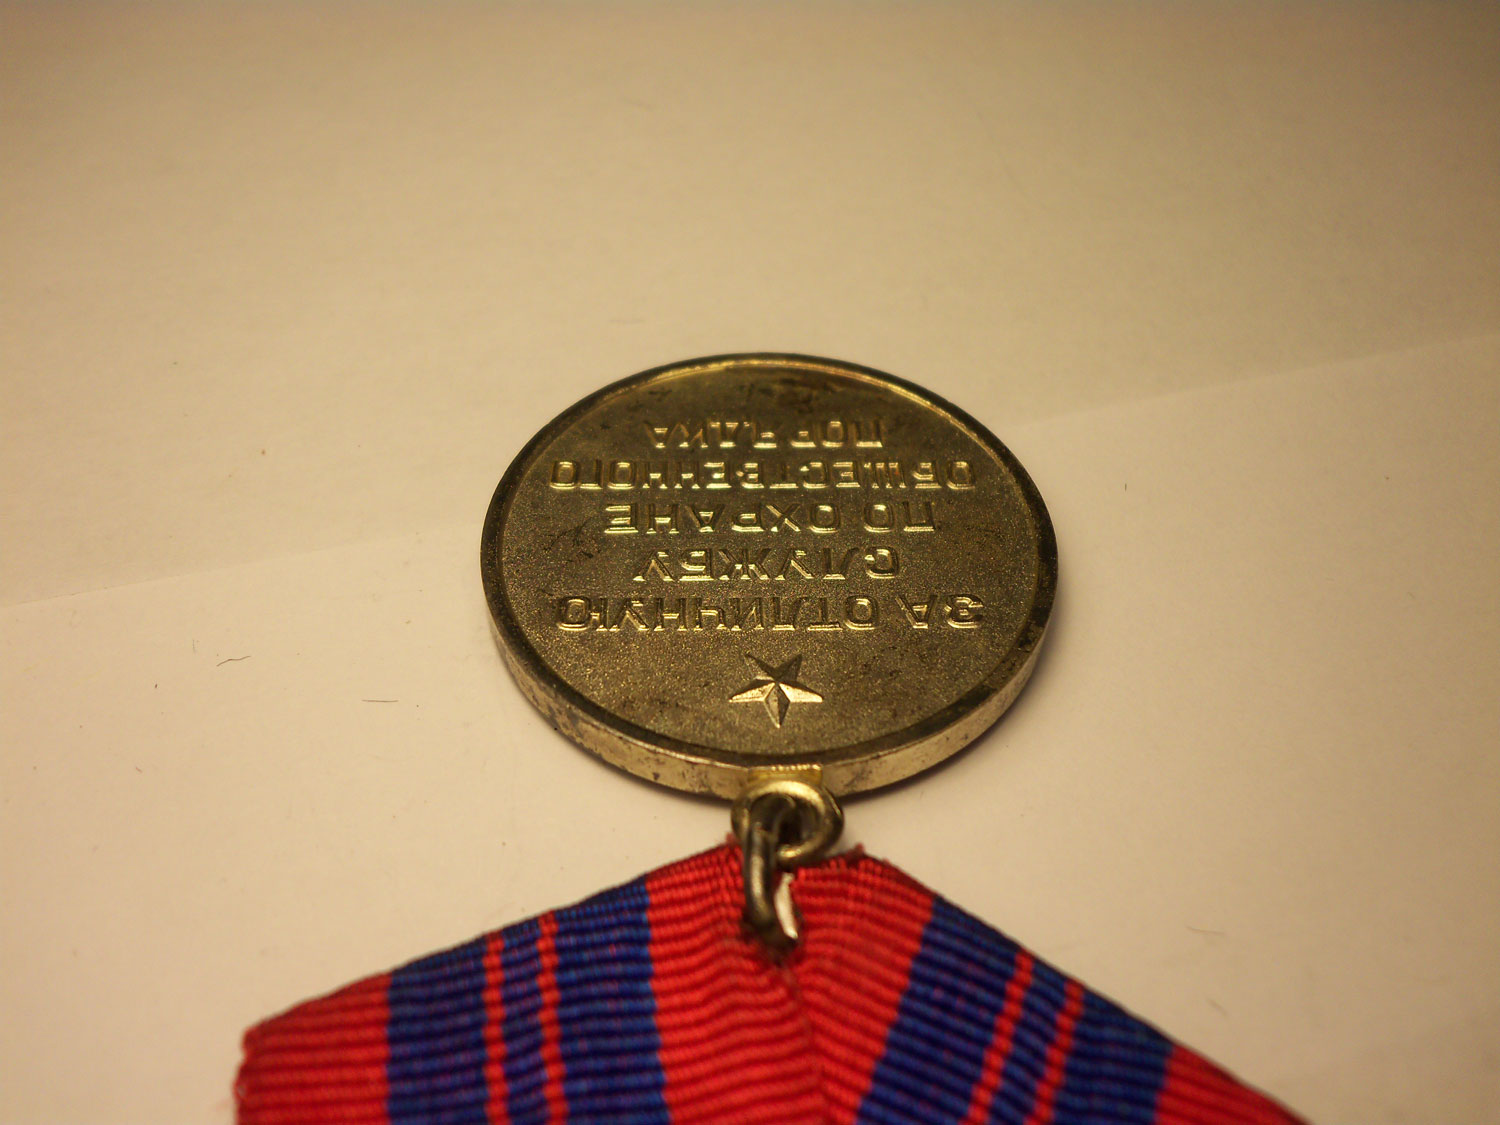 ЗА ОТЛИЧНУЮ
СЛУЖБУ
ПО ОХРАНЕ
ОБЩЕСТВЕННОГО
ПОРЯДКА